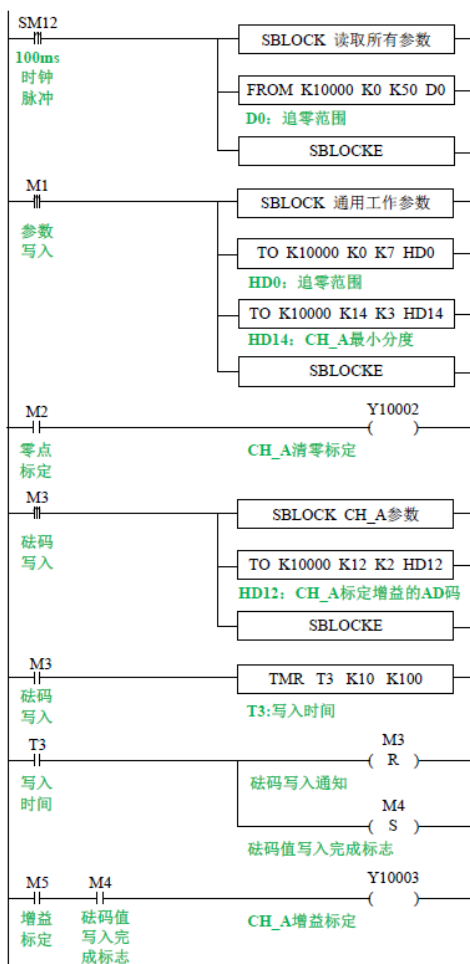 SM12
100ms
时钟
脉冲
SBLOCK 读取所有参数
FROM K10000 K0 K50 D0
D0：追零范围
SBLOCKE
M1
参数
写入
SBLOCK 通用工作参数
TO K10000 K0 K7 HD0
HD0：追零范围
TO K10000 K14 K3 HD14
HD14：CH_A最小分度
SBLOCKE
M2
零点
标定
Y10002
CH_A清零标定
M3
砝码
写入
SBLOCK CH_A参数
TO K10000 K12 K2 HD12
HD12：CH_A标定增益的AD码
SBLOCKE
M3
砝码
写入
TMR T3 K10 K100
T3:写入时间
T3
写入
时间
M3
R
砝码写入通知
M4
S
砝码值写入完成标志
M5
增益
标定
M4
砝码值
写入完
成标志
Y10003
CH_A增益标定